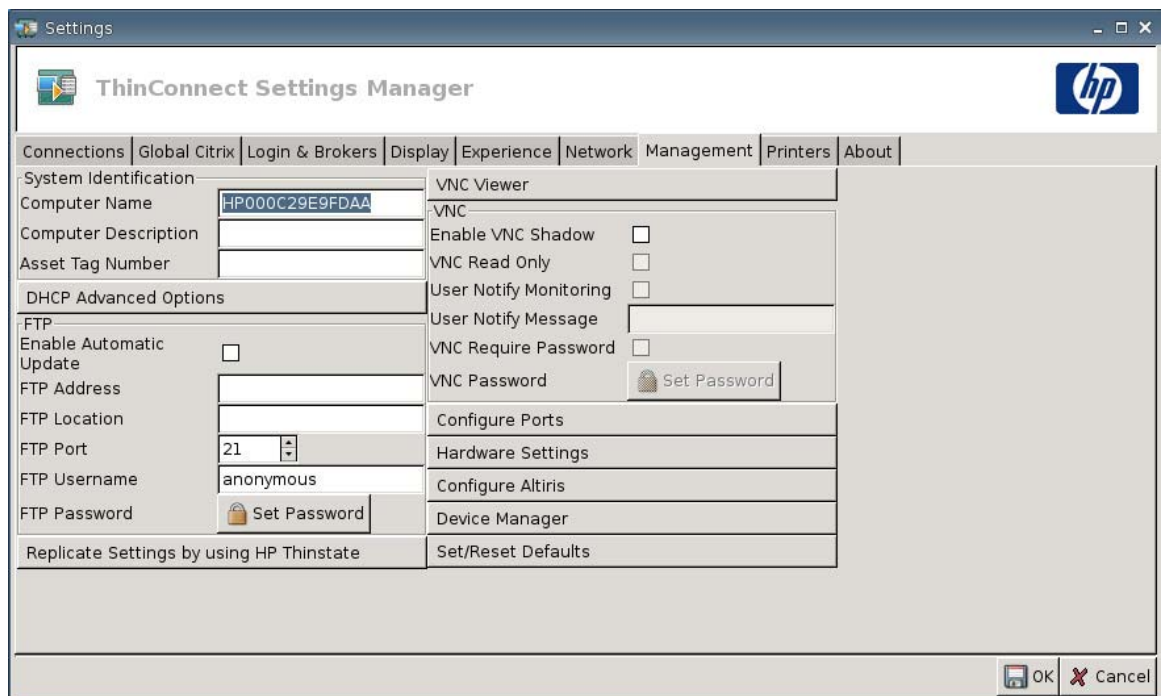 Settings
ThinConnect Settings Manager
hp
Connections Global Citrix Login & Brokers Display Experience Network Management Printers About
System Identification
Computer Name HP000C29E9FDAA
Computer Description
Asset Tag Number
DHCP Advanced Options
FTP
Enable Automatic
Update
FTP Address
FTP Location
FTP Port 21
FTP Username anonymous
FTP Password Set Password
Replicate Settings by using HP Thinstate
VNC Viewer
VNC
Enable VNC Shadow
VNC Read Only
User Notify Monitoring
User Notify Message
VNC Require Password
VNC Password Set Password
Configure Ports
Hardware Settings
Configure Altiris
Device Manager
Set/Reset Defaults
OK Cancel